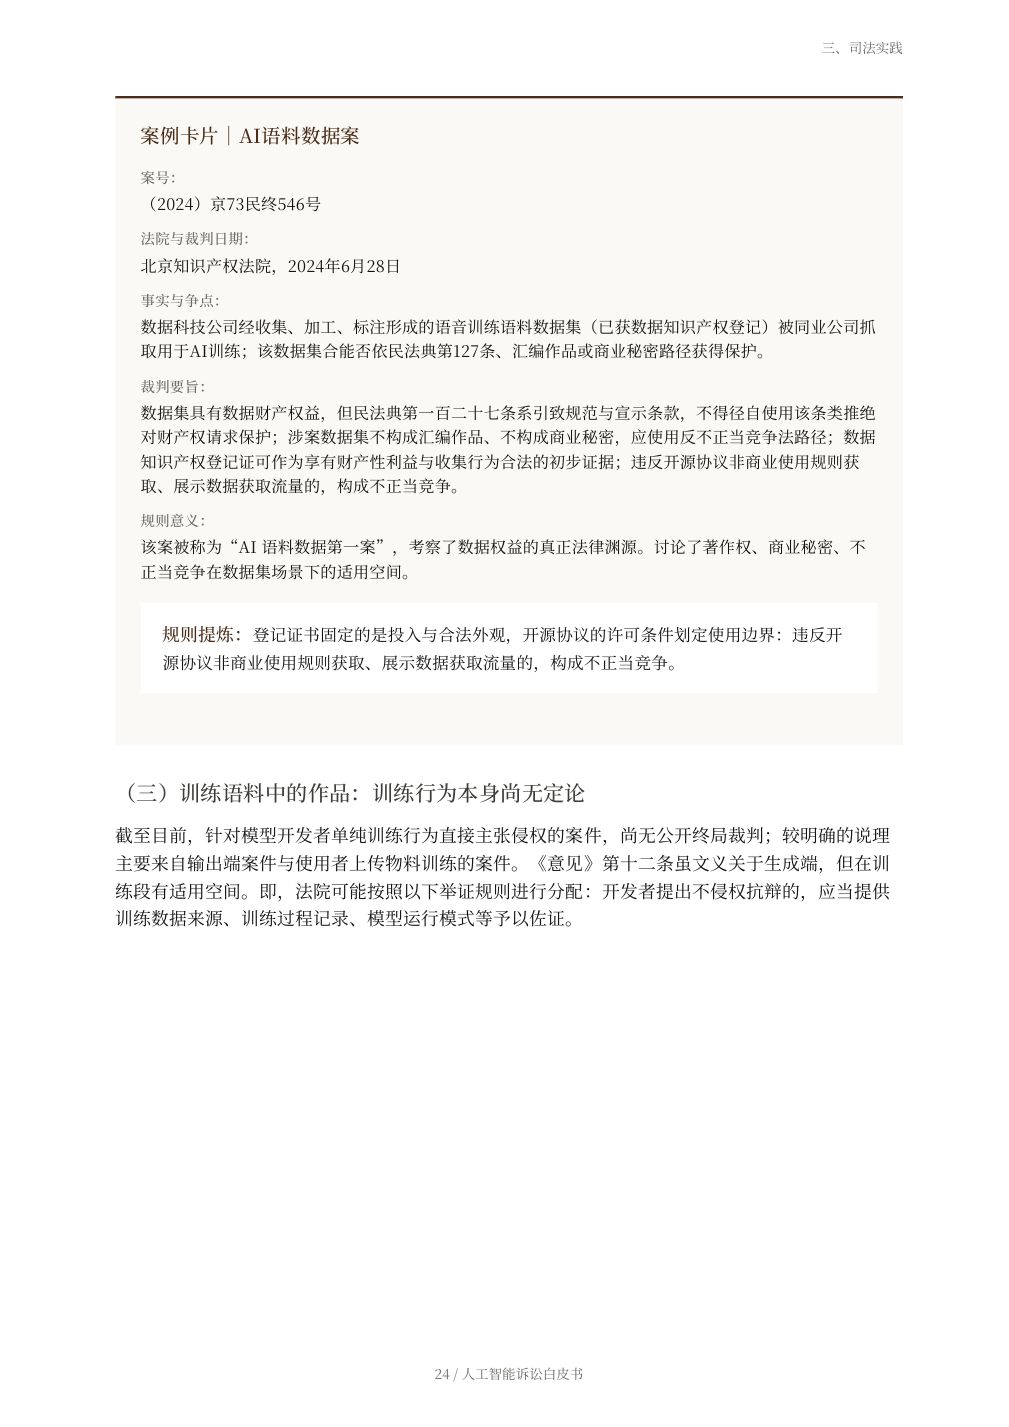 三、司法实践
案例卡片｜AI语料数据案
案号：
（2024）京73民终546号
法院与裁判日期：
北京知识产权法院，2024年6月28日
事实与争点：
数据科技公司经收集、加工、标注形成的语音训练语料数据集（已获数据知识产权登记）被同业公司抓
取用于AI训练；该数据集合能否依民法典第127条、汇编作品或商业秘密路径获得保护。
裁判要旨：
数据集具有数据财产权益，但民法典第一百二十七条系引致规范与宣示条款，不得径自使用该条类推绝
对财产权请求保护；涉案数据集不构成汇编作品、不构成商业秘密，应使用反不正当竞争法路径；数据
知识产权登记证可作为享有财产性利益与收集行为合法的初步证据；违反开源协议非商业使用规则获
取、展示数据获取流量的，构成不正当竞争。
规则意义：
该案被称为“AI 语料数据第一案”，考察了数据权益的真正法律渊源。讨论了著作权、商业秘密、不
正当竞争在数据集场景下的适用空间。
规则提炼：登记证书固定的是投入与合法外观，开源协议的许可条件划定使用边界：违反开
源协议非商业使用规则获取、展示数据获取流量的，构成不正当竞争。
（三）训练语料中的作品：训练行为本身尚无定论
截至目前，针对模型开发者单纯训练行为直接主张侵权的案件，尚无公开终局裁判；较明确的说理
主要来自输出端案件与使用者上传物料训练的案件。《意见》第十二条虽文义关于生成端，但在训
练段有适用空间。即，法院可能按照以下举证规则进行分配：开发者提出不侵权抗辩的，应当提供
训练数据来源、训练过程记录、模型运行模式等予以佐证。
24 / 人工智能诉讼白皮书